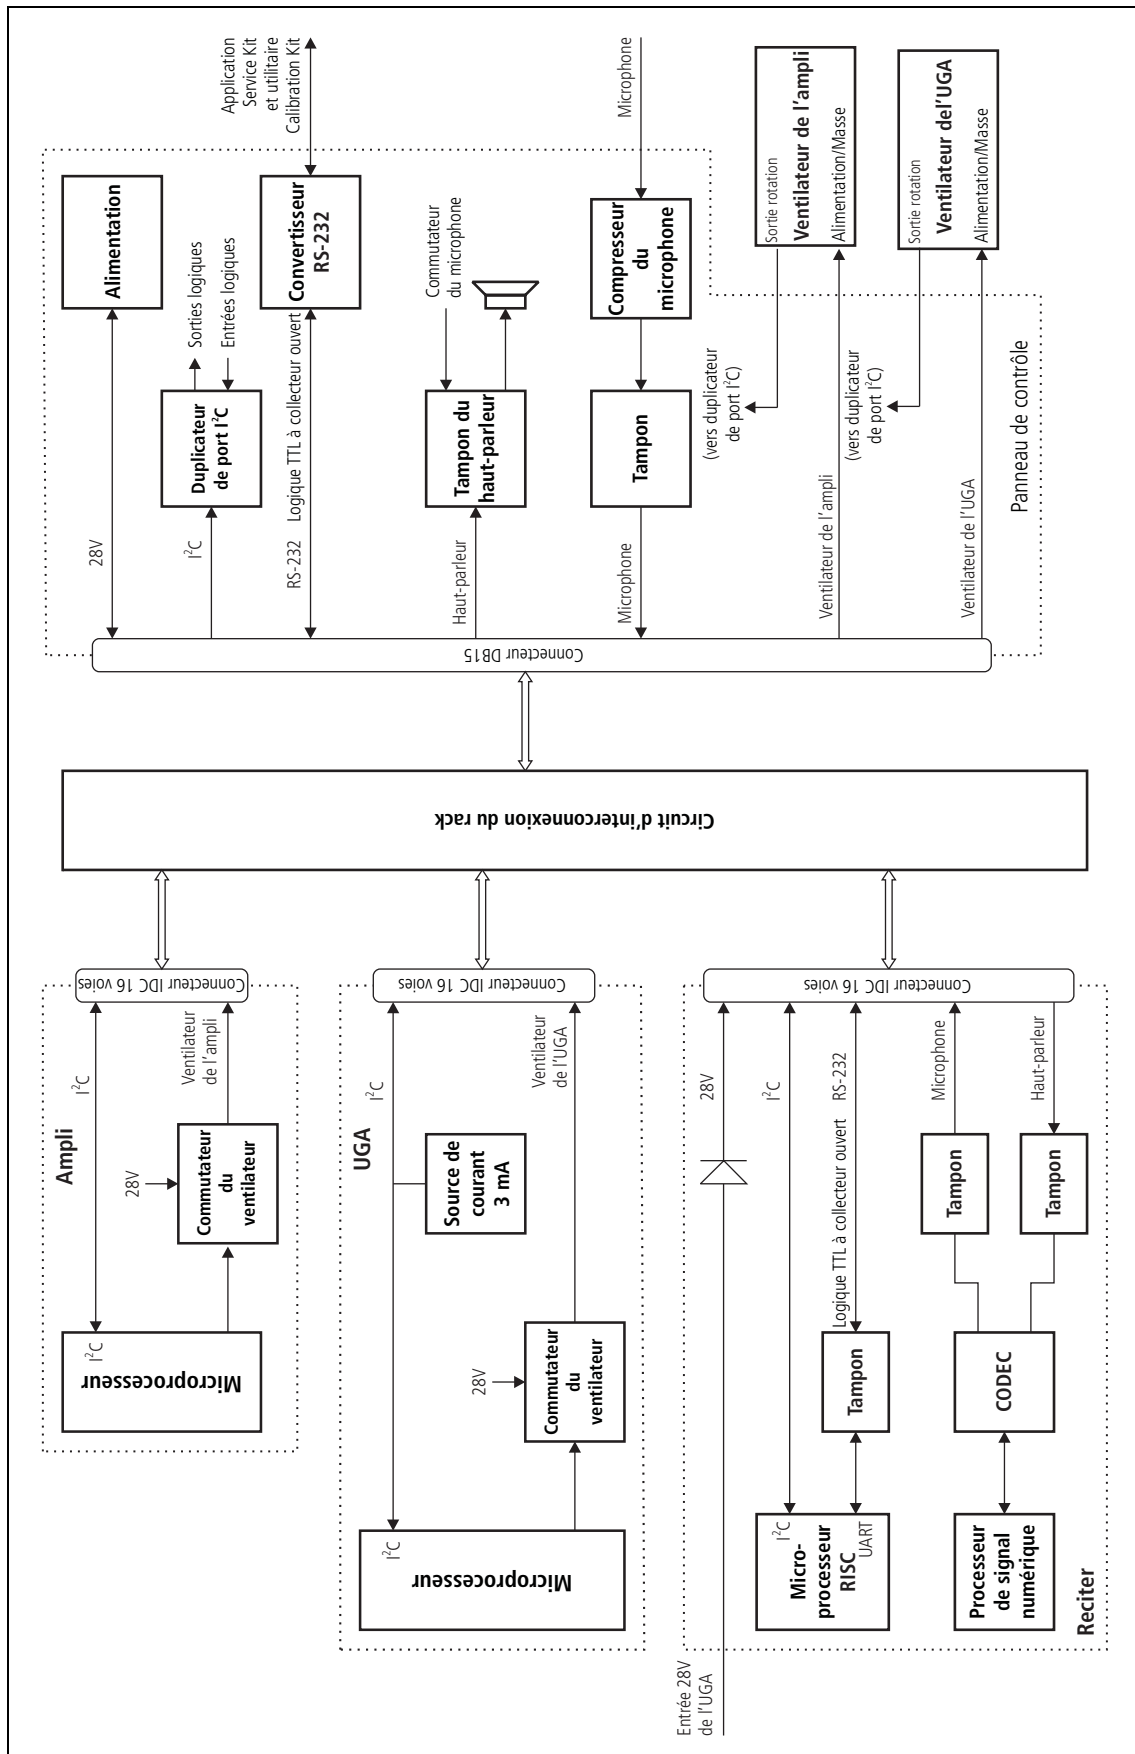 Ampli
Microprocesseur
I²C
I²C
28V
Commutateur
du
ventilateur
Ventilateur
de l'ampli
Connecteur IDC 16 voies
UGA
Microprocesseur
I²C
I²C
Source de
courant
3 mA
28V
Commutateur
du
ventilateur
Ventilateur
de l'UGA
Connecteur IDC 16 voies
Entrée 28V
de l'UGA
Reciter
28V
I²C
Micro-
processeur
RISC
UART
I²C
Tampon
Logique TTL à collecteur ouvert
RS-232
Processeur
de signal
numérique
CODEC
Tampon
Microphone
Tampon
Haut-parleur
Connecteur IDC 16 voies
Circuit d'interconnexion du rack
Connecteur DB15
28V
Alimentation
I²C
Duplicateur
de port I²C
Sorties logiques
Entrées logiques
RS-232
Logique TTL à collecteur ouvert
Convertisseur
RS-232
Application
Service Kit
et utilitaire
Calibration Kit
Haut-parleur
Tampon du
haut-parleur
Commutateur
du microphone
Microphone
Tampon
Compresseur
du
microphone
Microphone
(vers duplicateur
de port I²C)
Sortie rotation
Ventilateur de l'ampli
Alimentation/Masse
Ventilateur de l'ampli
(vers duplicateur
de port I²C)
Sortie rotation
Ventilateur del'UGA
Alimentation/Masse
Ventilateur de l'UGA
Panneau de contrôle